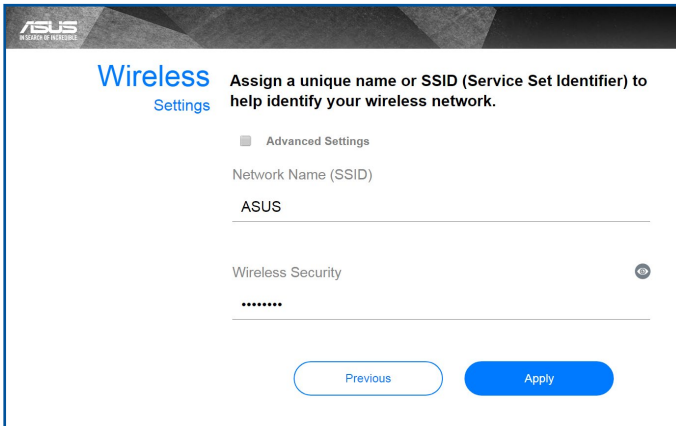 ASUS
IN SEARCH OF INCREDIBLE
Wireless
Settings
Assign a unique name or SSID (Service Set Identifier) to
help identify your wireless network.
Advanced Settings
Network Name (SSID)
ASUS
Wireless Security
••••••••
Previous
Apply